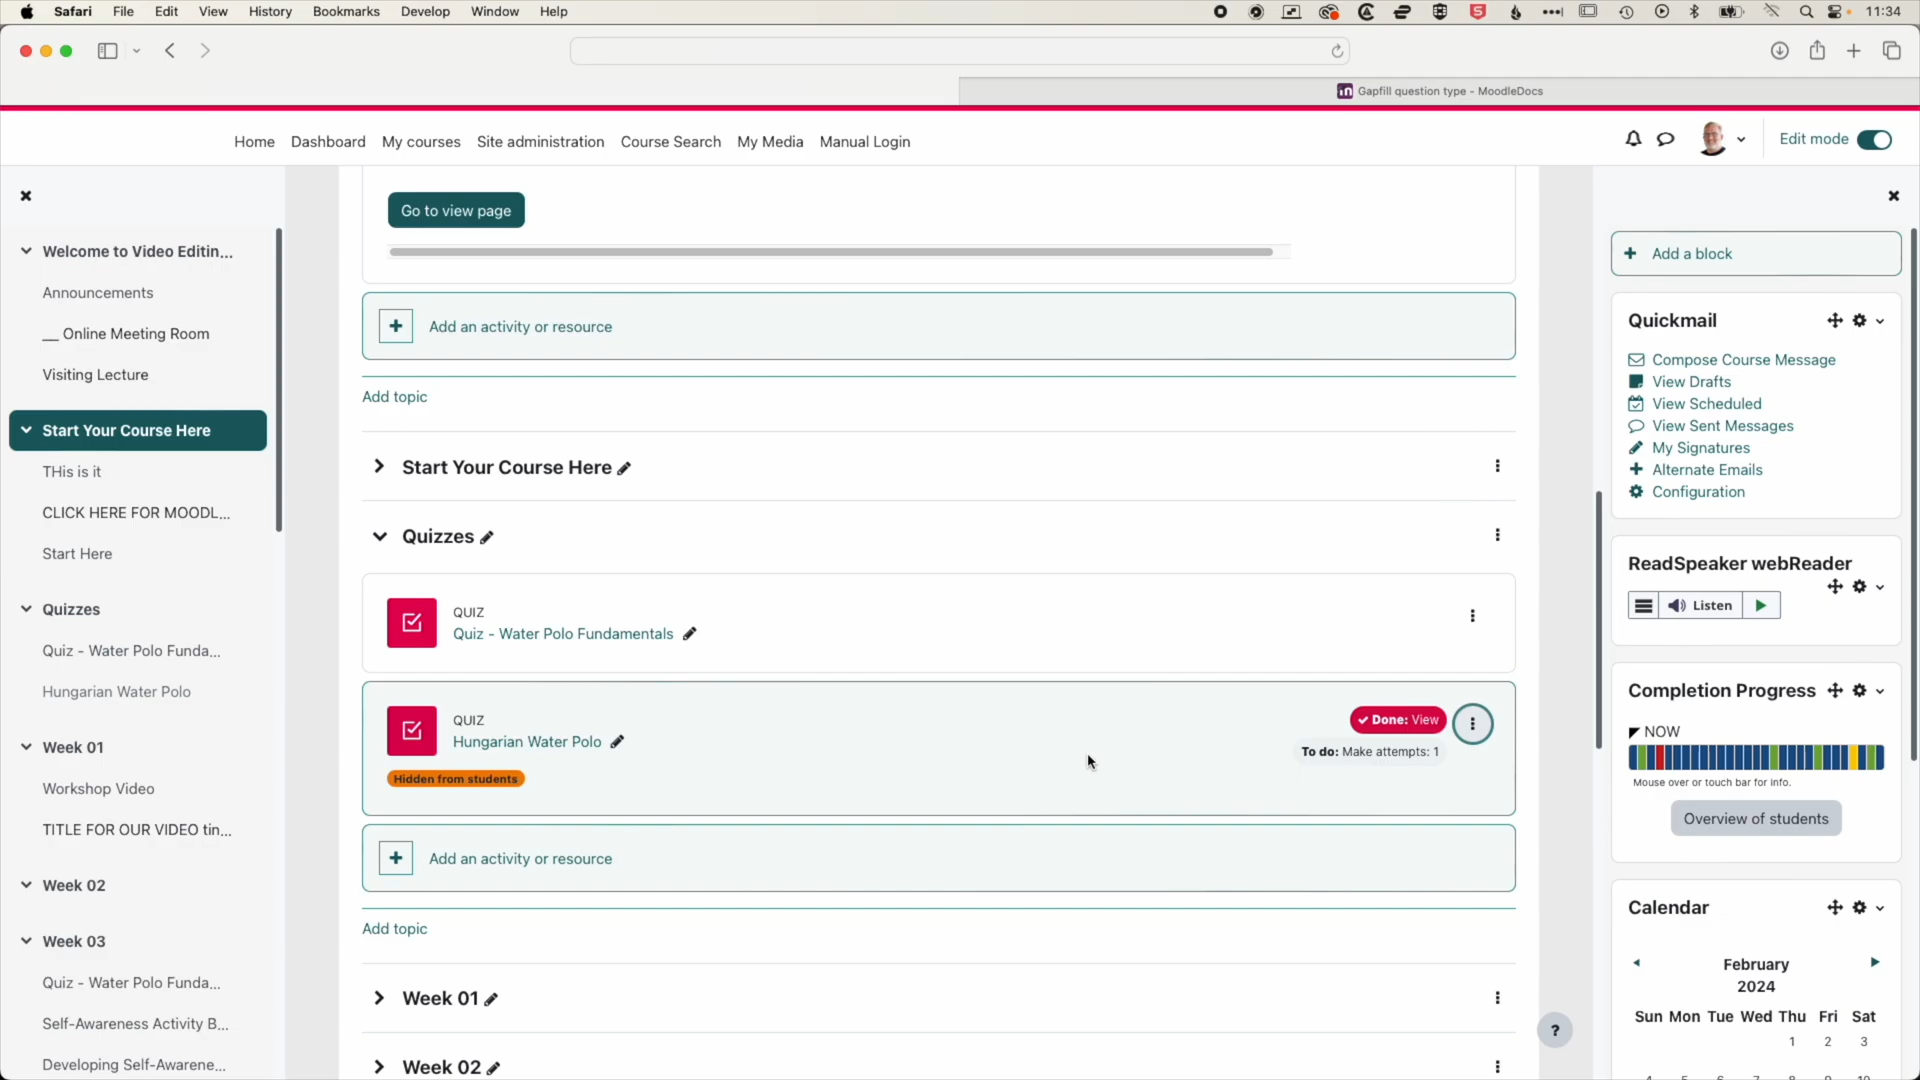 Safari File Edit View History Bookmarks Develop Window Help 11:34
Gapfill question type - MoodleDocs
Home Dashboard My courses Site administration Course Search My Media Manual Login
Edit mode
Welcome to Video Editin...
Announcements
__ Online Meeting Room
Visiting Lecture
Start Your Course Here
THis is it
CLICK HERE FOR MOODL...
Start Here
Quizzes
Quiz - Water Polo Funda...
Hungarian Water Polo
Week 01
Workshop Video
TITLE FOR OUR VIDEO tin...
Week 02
Week 03
Quiz - Water Polo Funda...
Self-Awareness Activity B...
Developing Self-Awarene...
Go to view page
Add an activity or resource
Add topic
Start Your Course Here
Quizzes
QUIZ
Quiz - Water Polo Fundamentals
QUIZ
Hungarian Water Polo
Done: View
To do: Make attempts: 1
Hidden from students
Add an activity or resource
Add topic
Week 01
Week 02
?
Add a block
Quickmail
Compose Course Message
View Drafts
View Scheduled
View Sent Messages
My Signatures
Alternate Emails
Configuration
ReadSpeaker webReader
Listen
Completion Progress
NOW
Mouse over or touch bar for info.
Overview of students
Calendar
February
2024
Sun Mon Tue Wed Thu Fri Sat
1 2 3